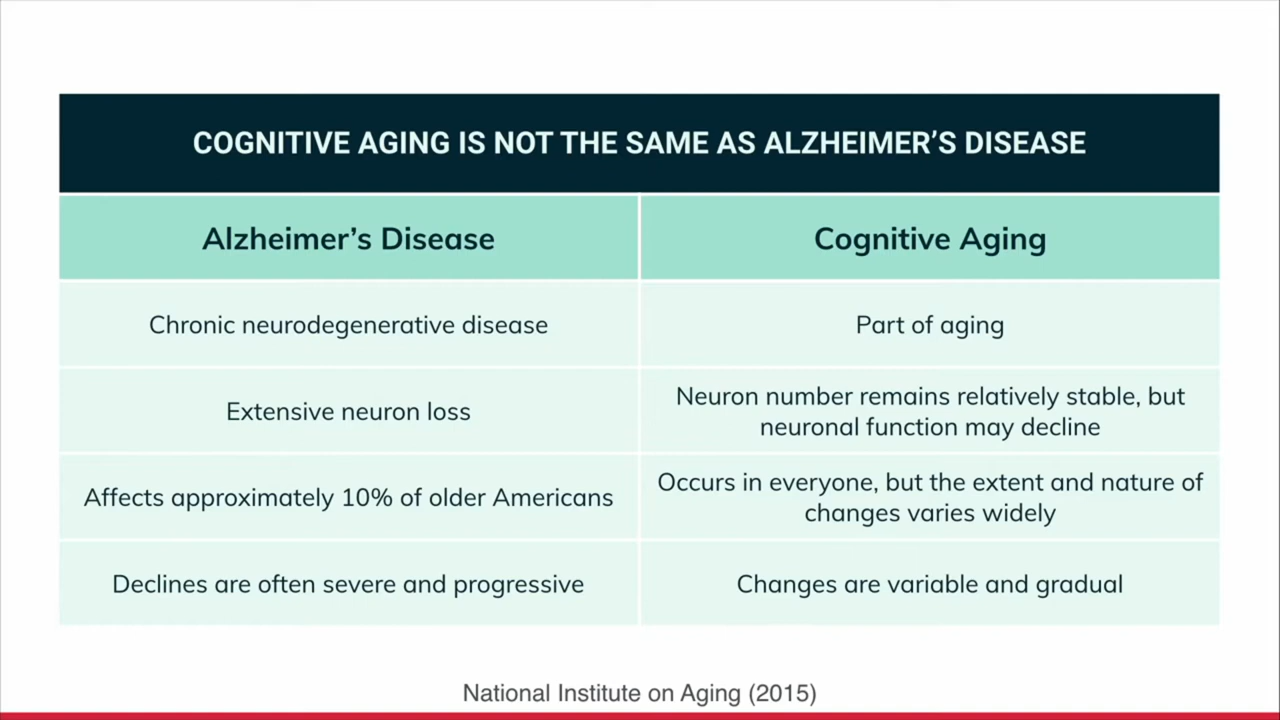 COGNITIVE AGING IS NOT THE SAME AS ALZHEIMER’S DISEASE
Alzheimer’s Disease
Cognitive Aging
Chronic neurodegenerative disease
Part of aging
Extensive neuron loss
Neuron number remains relatively stable, but
neuronal function may decline
Affects approximately 10% of older Americans
Occurs in everyone, but the extent and nature of
changes varies widely
Declines are often severe and progressive
Changes are variable and gradual
National Institute on Aging (2015)